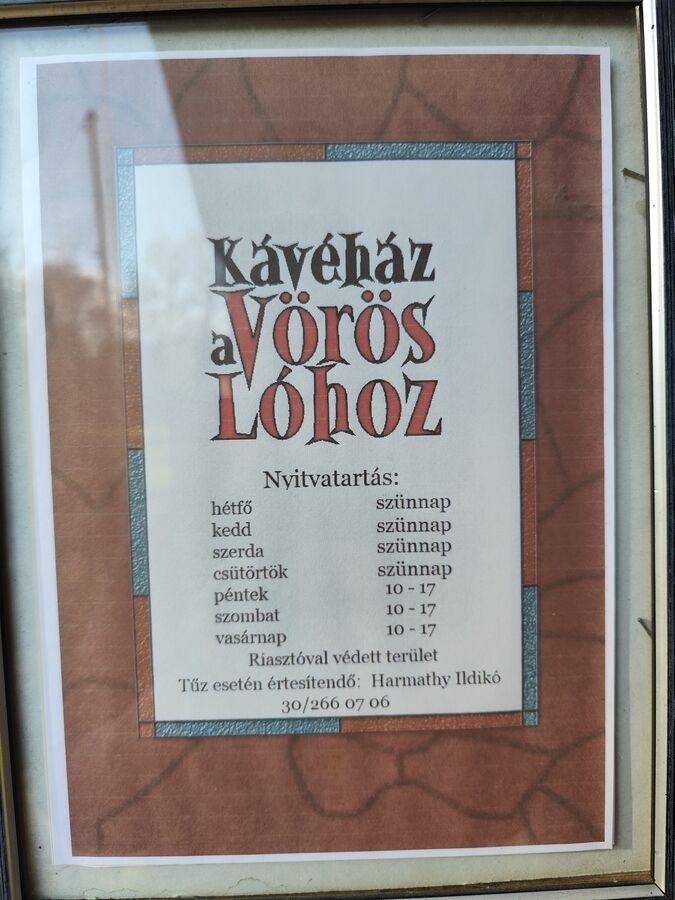 Kávéház
a Vörös
Lóhoz
Nyitvatartás:
hétfő szünnap
kedd szünnap
szerda szünnap
csütörtök szünnap
péntek 10 - 17
szombat 10 - 17
vasárnap 10 - 17
Riasztóval védett terület
Tűz esetén értesítendő: Harmathy Ildikó
30/266 07 06